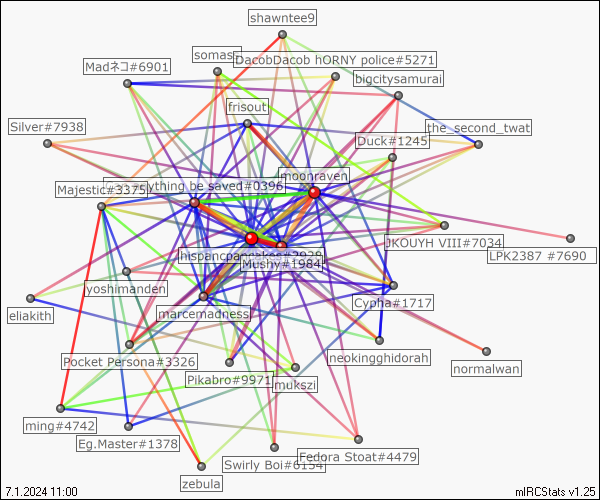 shawntee9
somas
DacobDacob hORNY police#5271
Madネコ#6901
bigcitysamurai
frisout
Silver#7938
the_second_twat
Duck#1245
moonraven
Majestic#3375
ything be saved#0396
JKOUYH VIII#7034
hispancpancakes#3928
LPK2387 #7690
Mushy#1984
yoshimanden
Cypha#1717
eliakith
marcemadness
neokingghidorah
Pocket Persona#3326
normalwan
Pikabro#9971
mukszi
ming#4742
Eg.Master#1378
Fedora Stoat#4479
Swirly Boi#6154
zebula
7.1.2024 11:00
mIRCStats v1.25